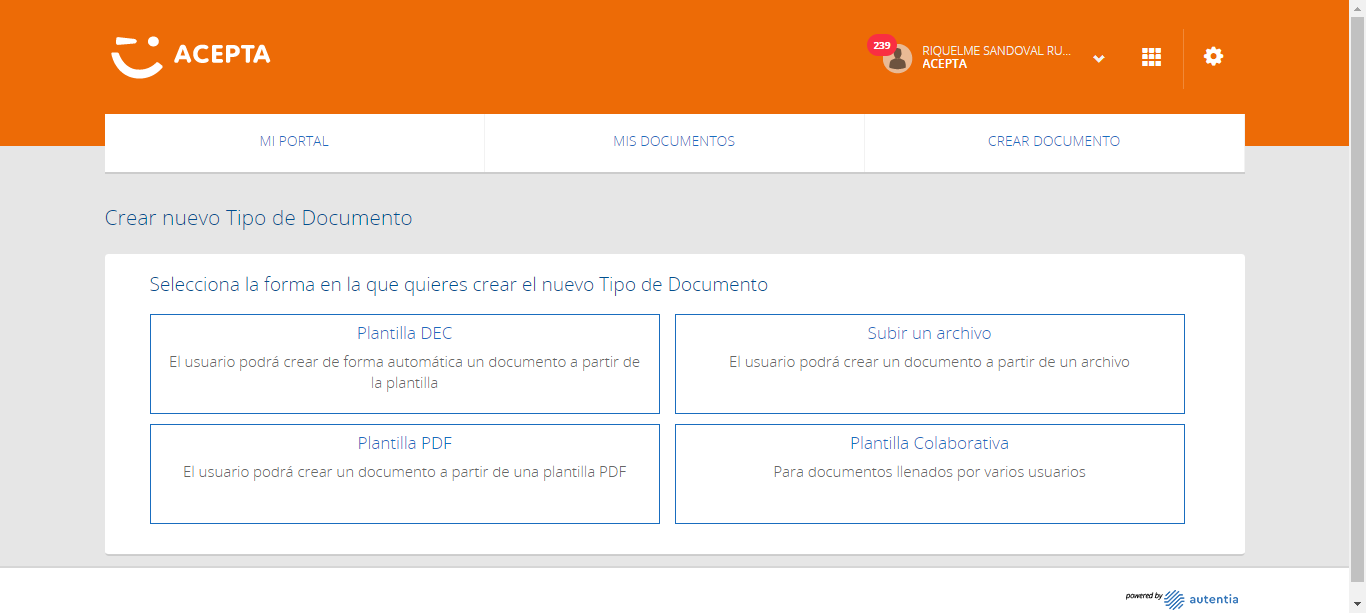 ACEPTA
239
RIQUELME SANDOVAL RU...
ACEPTA
MI PORTAL
MIS DOCUMENTOS
CREAR DOCUMENTO
Crear nuevo Tipo de Documento
Selecciona la forma en la que quieres crear el nuevo Tipo de Documento
Plantilla DEC
El usuario podrá crear de forma automática un documento a partir de
la plantilla
Subir un archivo
El usuario podrá crear un documento a partir de un archivo
Plantilla PDF
El usuario podrá crear un documento a partir de una plantilla PDF
Plantilla Colaborativa
Para documentos llenados por varios usuarios
powered by autentia